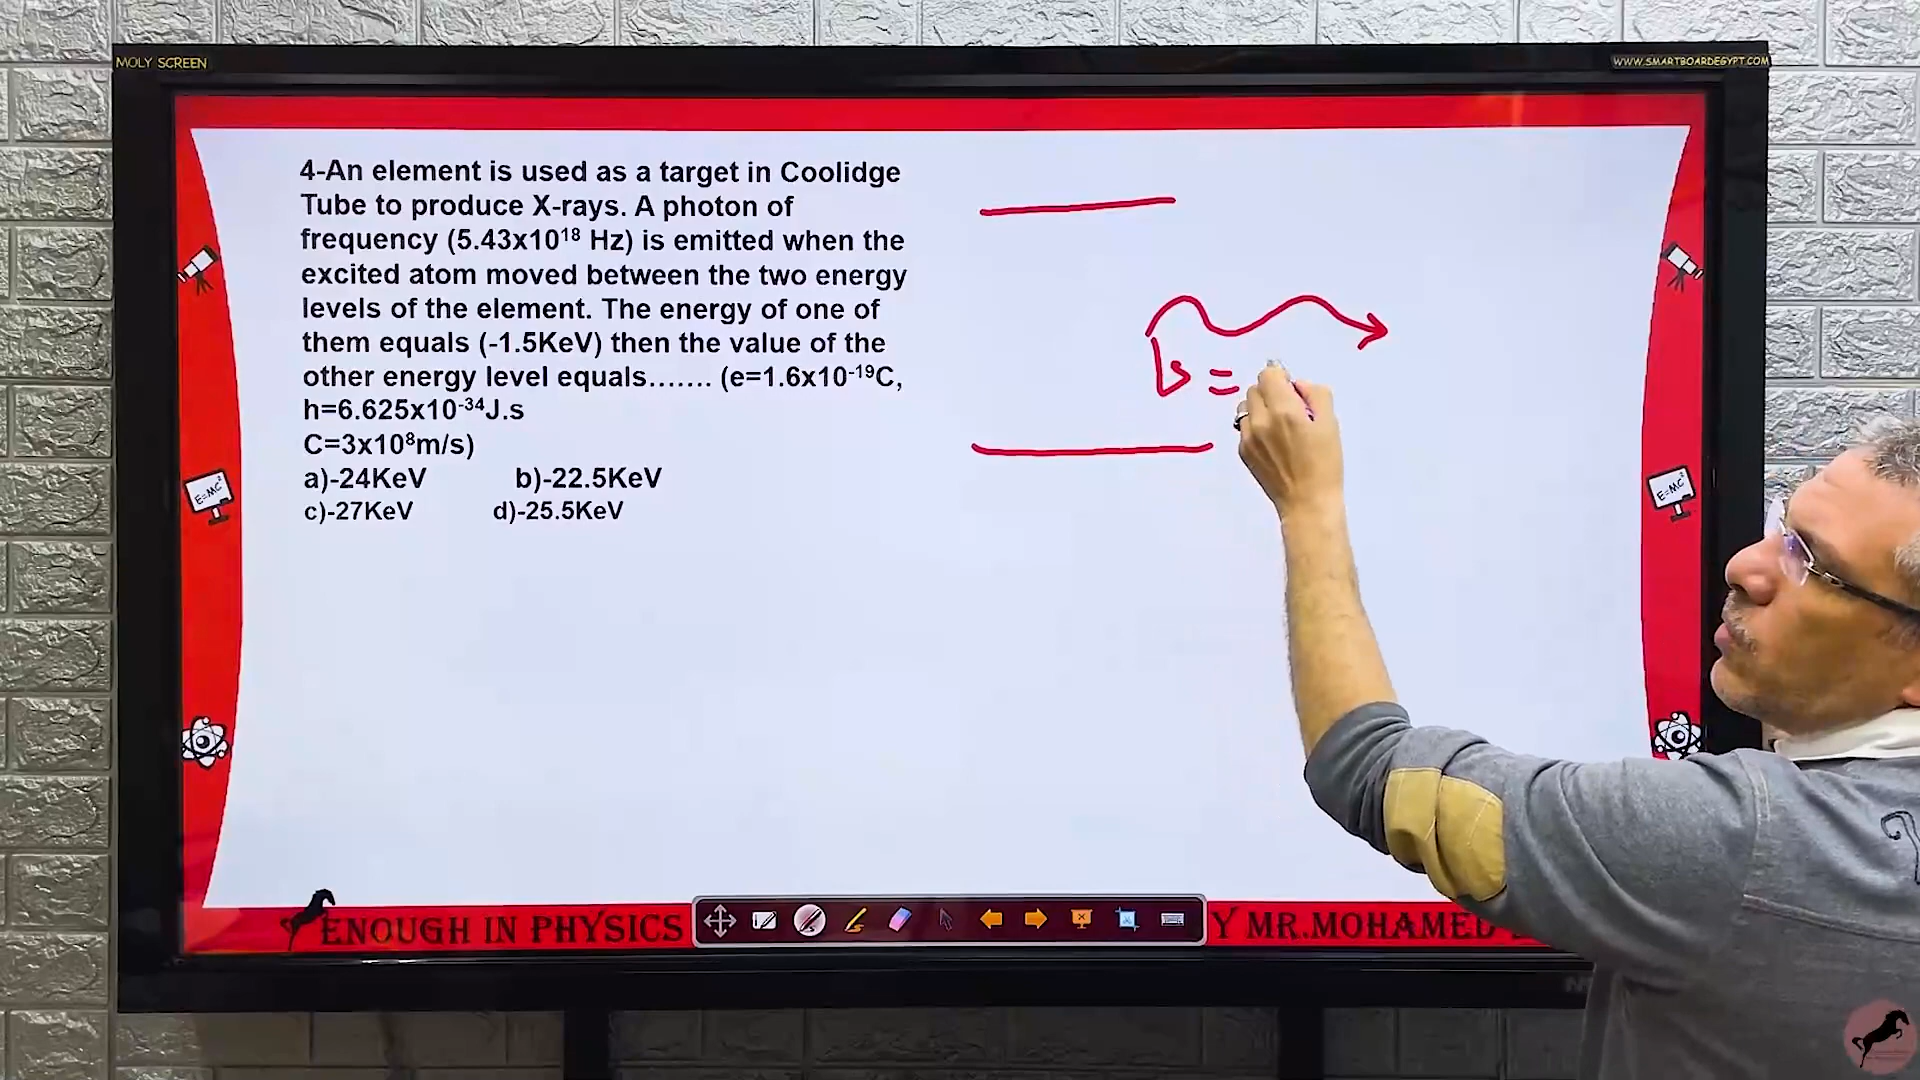 MOLY SCREEN
WWW.SMARTBOARDEGYPT.COM
4-An element is used as a target in Coolidge
Tube to produce X-rays. A photon of
frequency (5.43x10¹⁸ Hz) is emitted when the
excited atom moved between the two energy
levels of the element. The energy of one of
them equals (-1.5KeV) then the value of the
other energy level equals……. (e=1.6x10⁻¹⁹C,
h=6.625x10⁻³⁴J.s
C=3x10⁸m/s)
a)-24KeV b)-22.5KeV
c)-27KeV d)-25.5KeV
E=MC²
E=MC²
ENOUGH IN PHYSICS
Y MR.MOHAMED